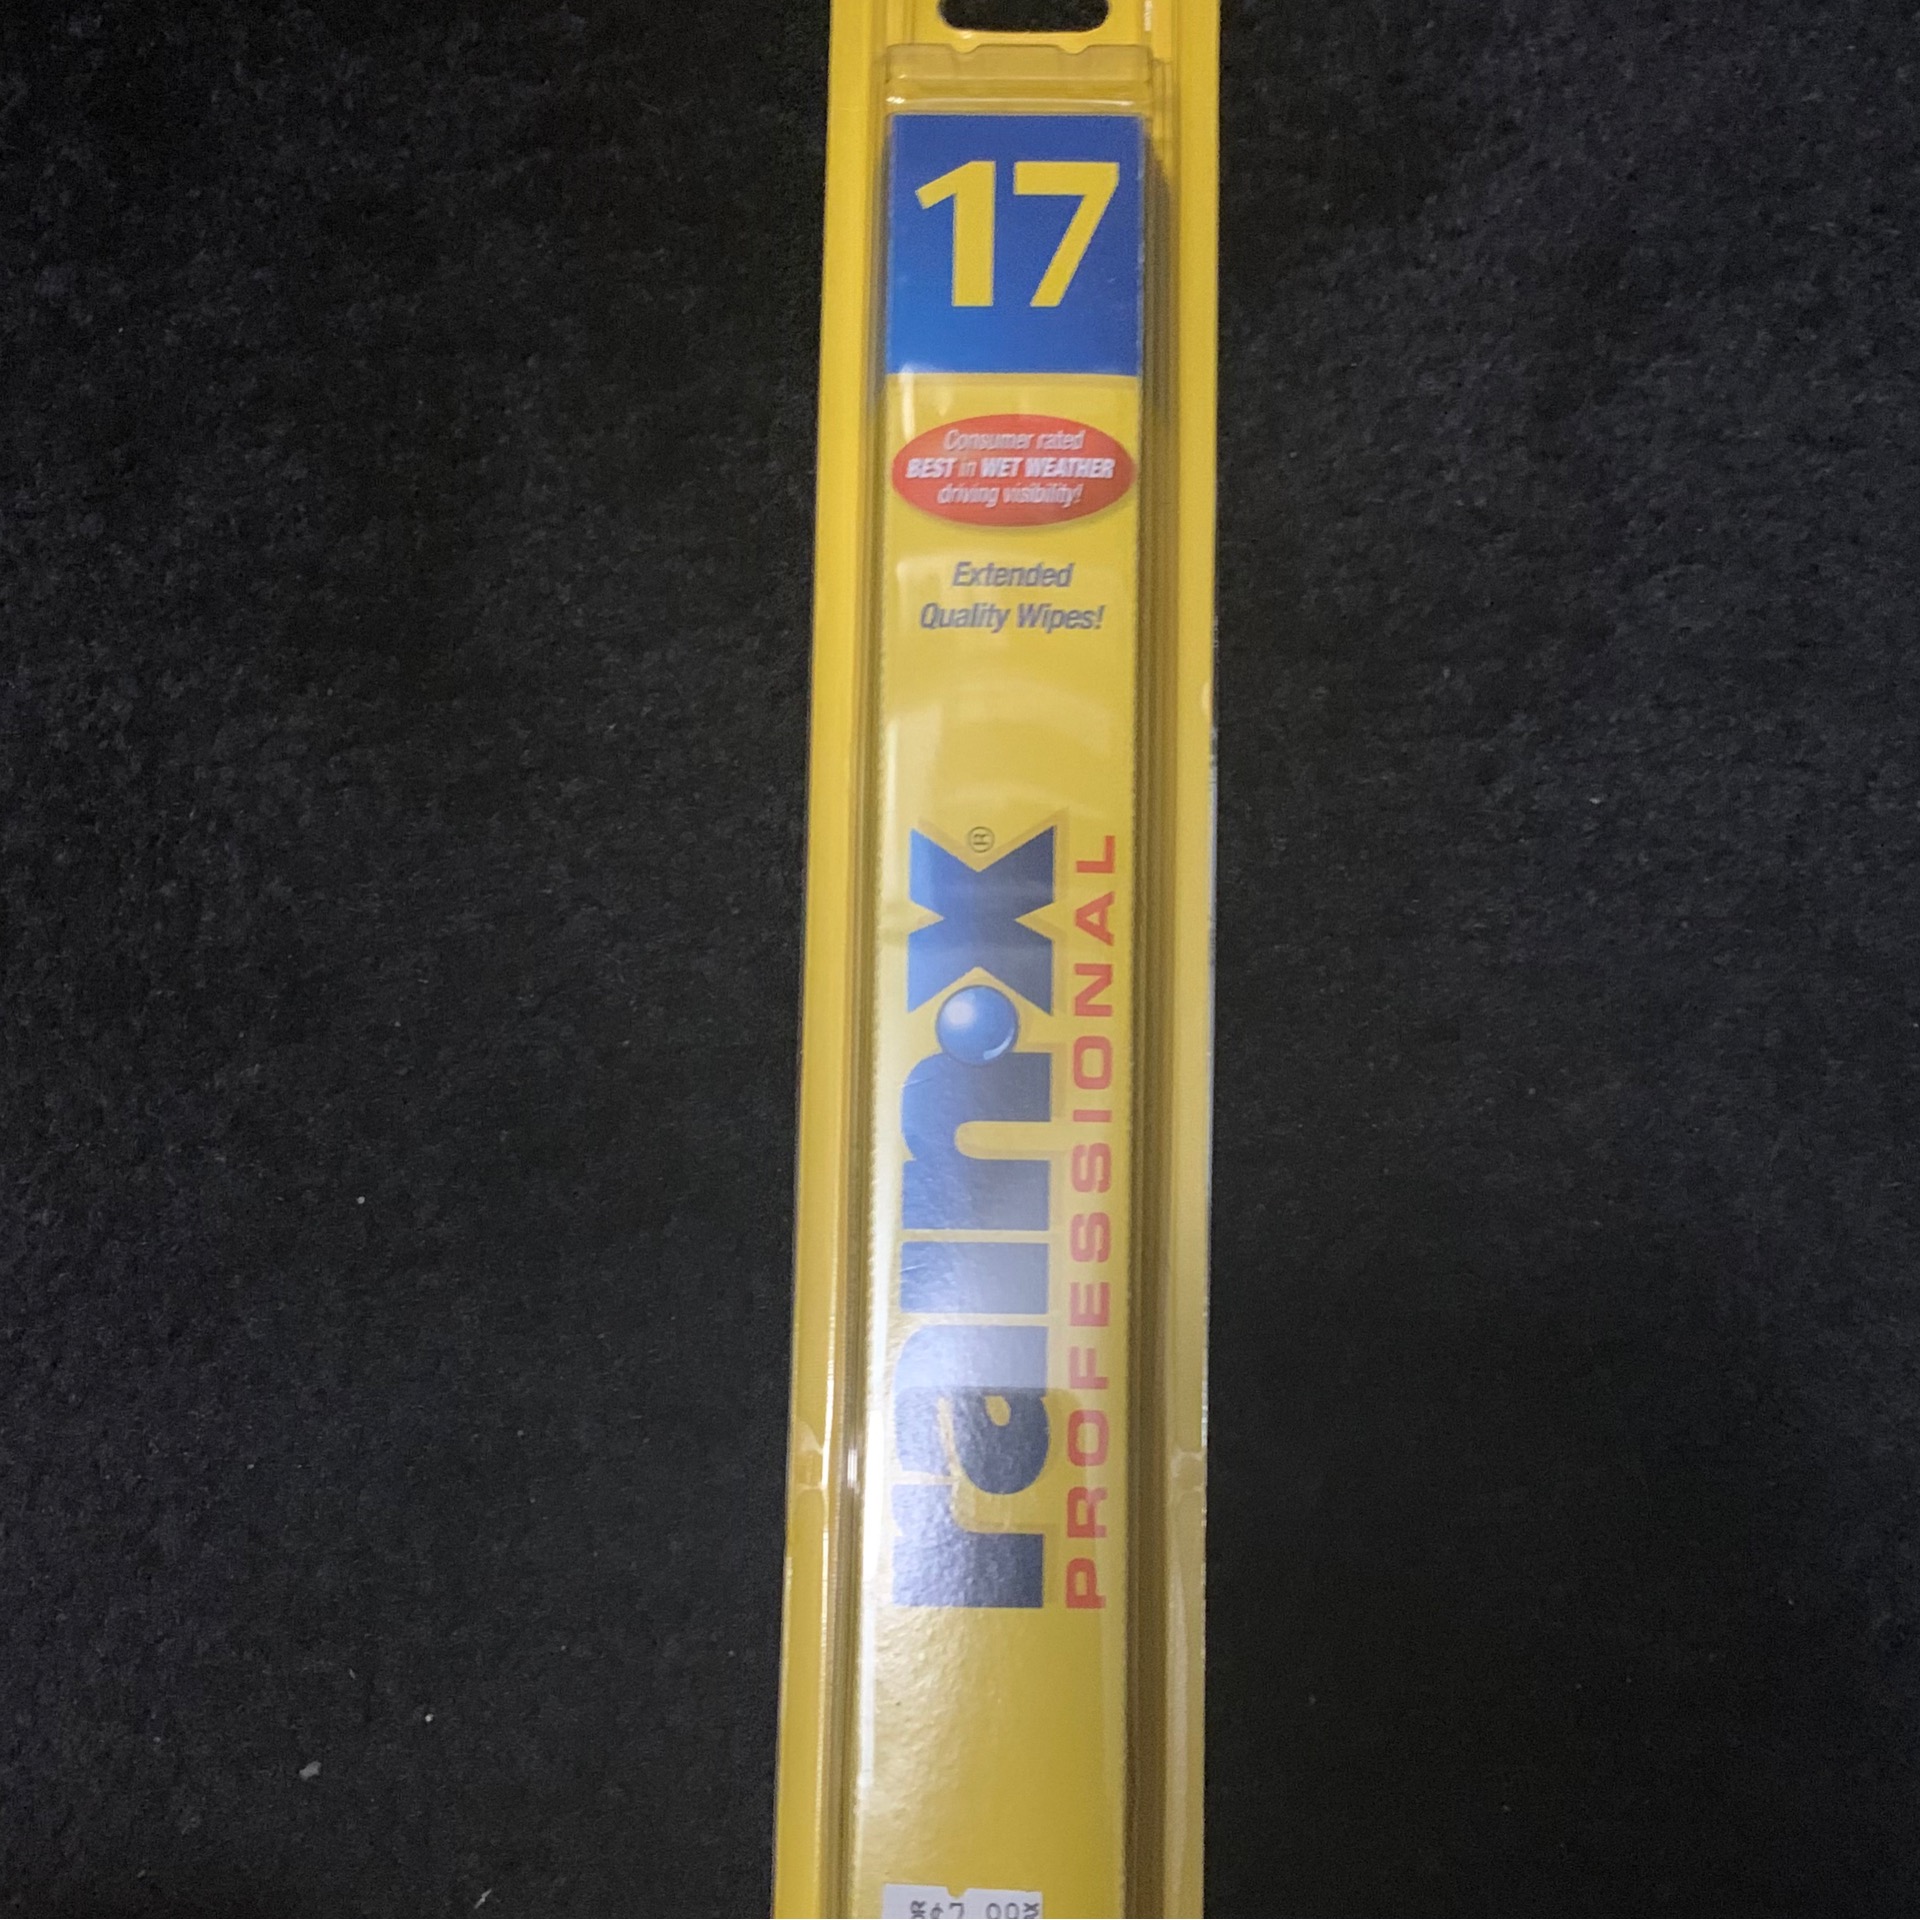 17
Consumer rated
BEST in WET WEATHER
driving visibility!
Extended
Quality Wipes!
rain·x®
PROFESSIONAL